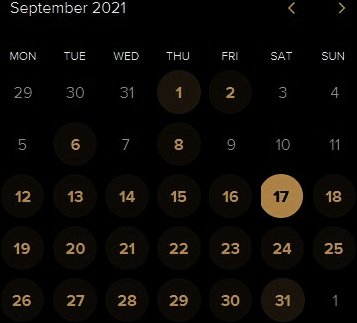 September 2021
MON TUE WED THU FRI SAT SUN
29 30 31 1 2 3 4
5 6 7 8 9 10 11
12 13 14 15 16 17 18
19 20 21 22 23 24 25
26 27 28 29 30 31 1